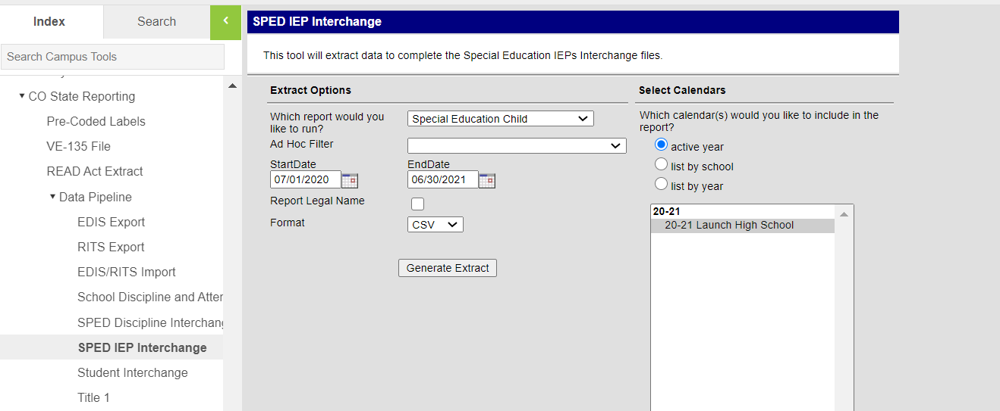 Index
Search
Search Campus Tools
CO State Reporting
Pre-Coded Labels
VE-135 File
READ Act Extract
Data Pipeline
EDIS Export
RITS Export
EDIS/RITS Import
School Discipline and Atten
SPED Discipline Interchang
SPED IEP Interchange
Student Interchange
Title 1
SPED IEP Interchange
This tool will extract data to complete the Special Education IEPs Interchange files.
Extract Options
Which report would you
like to run?
Special Education Child
Ad Hoc Filter
StartDate
EndDate
07/01/2020
06/30/2021
Report Legal Name
Format
CSV
Generate Extract
Select Calendars
Which calendar(s) would you like to include in the
report?
active year
list by school
list by year
20-21
20-21 Launch High School